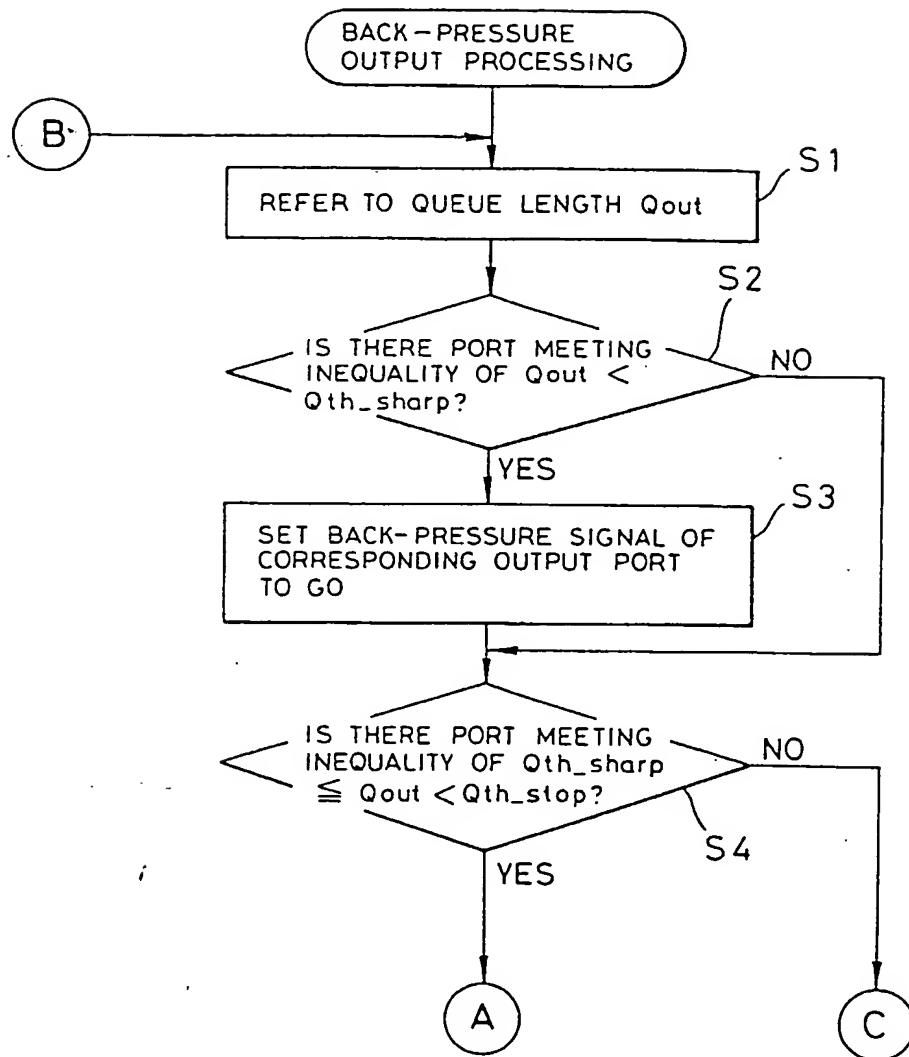 BACK-PRESSURE
OUTPUT PROCESSING
B
S1
REFER TO QUEUE LENGTH Qout
S2
IS THERE PORT MEETING
INEQUALITY OF Qout <
Qth_sharp?
NO
YES
S3
SET BACK-PRESSURE SIGNAL OF
CORRESPONDING OUTPUT PORT
TO GO
IS THERE PORT MEETING
INEQUALITY OF Qth_sharp
≦ Qout < Qth_stop?
NO
S4
YES
A
C